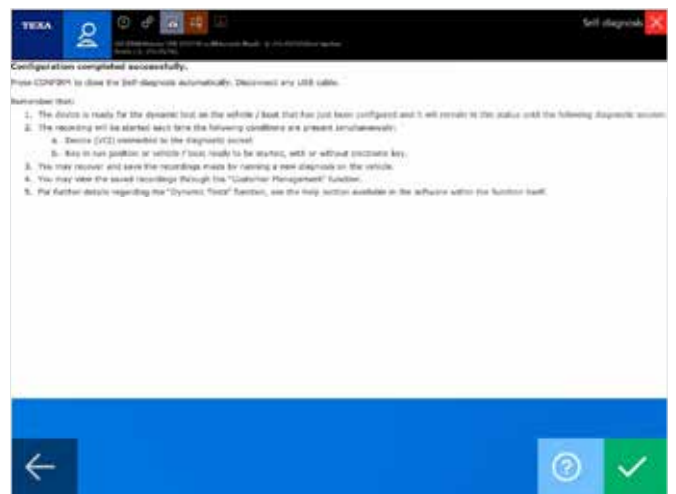 TEXA
Self diagnosis
Configuration completed successfully.
Press CONFIRM to close the Self-diagnosis automatically. Disconnect any USB cable.
Remember that:
1. The device is ready for the dynamic test on the vehicle / boat that has just been configured and it will remain in this status until the following diagnostic session
2. The recording will be started each time the following conditions are present simultaneously:
a. Device (VCI) connected to the diagnostic socket
b. Key in run position or vehicle / boat ready to be started, with or without electronic key.
3. You may recover and save the recordings made by running a new diagnosis on the vehicle.
4. You may view the saved recordings through the "Customer Management" function.
5. For further details regarding the "Dynamic Tests" function, see the Help section available in the software within the function itself.